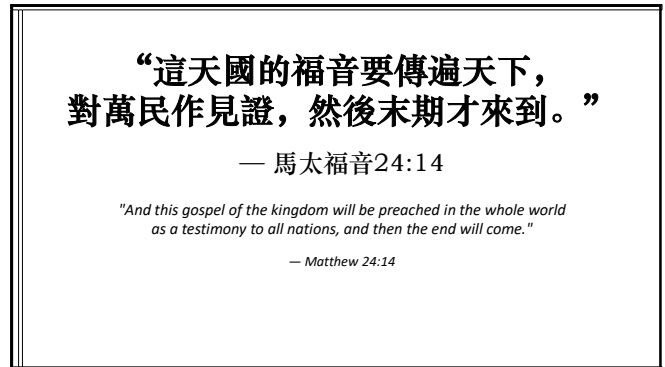 “這天國的福音要傳遍天下，
對萬民作見證，然後末期才來到。”
— 馬太福音24:14
"And this gospel of the kingdom will be preached in the whole world
as a testimony to all nations, and then the end will come."
— Matthew 24:14